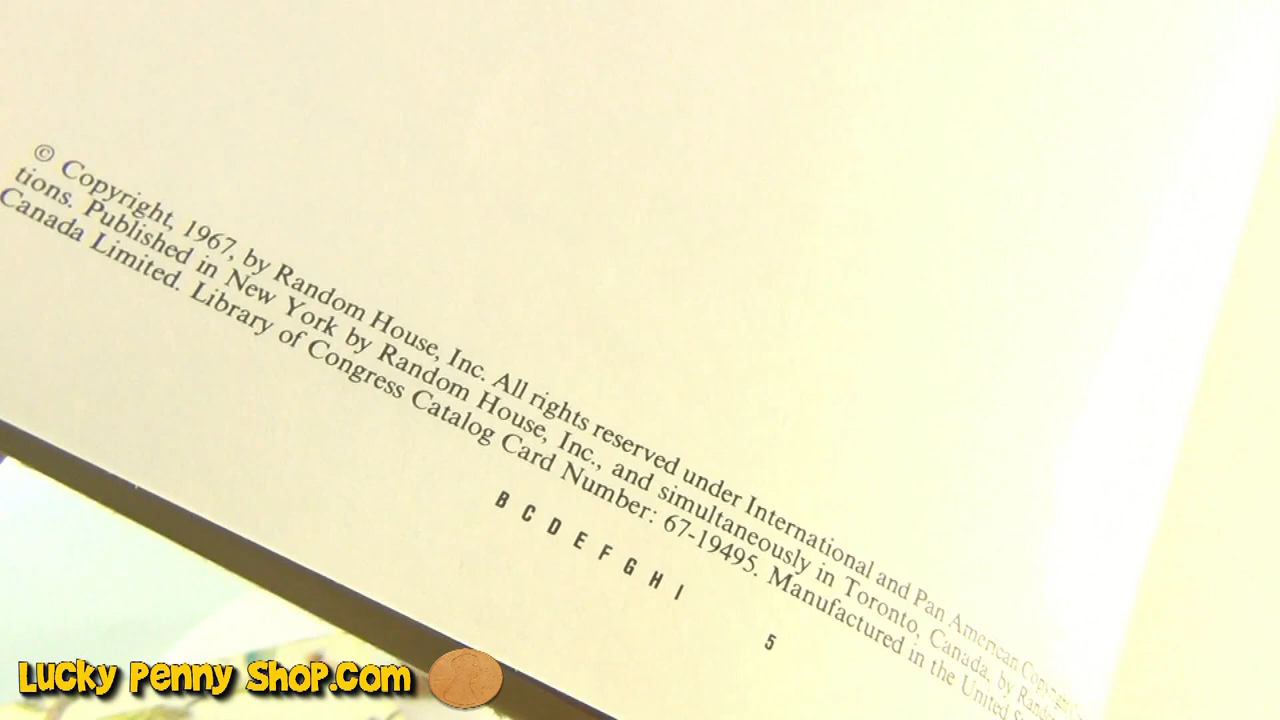 © Copyright, 1967, by Random House, Inc. All rights reserved under International and Pan American
tions. Published in New York by Random House, Inc., and simultaneously in Toronto, Canada, by
Canada Limited. Library of Congress Catalog Card Number: 67-19495. Manufactured in the United
B C D E F G H I
5
Lucky Penny Shop.com